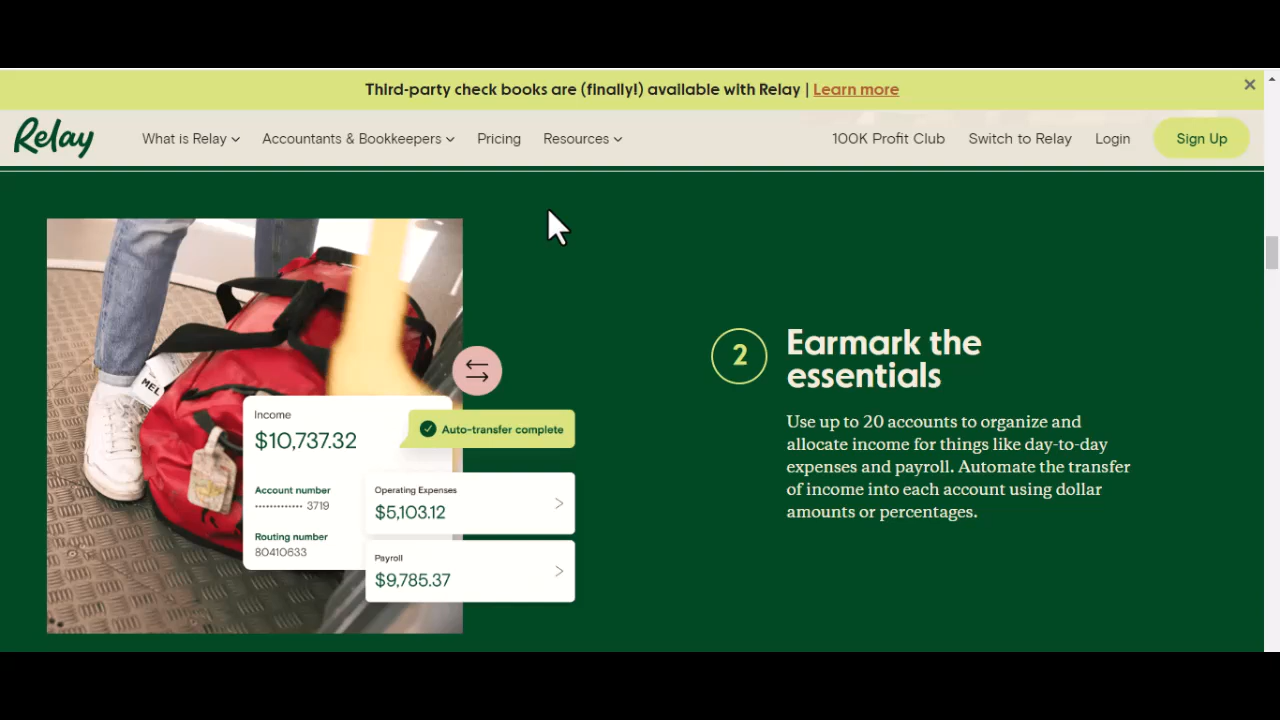 Third-party check books are (finally!) available with Relay | Learn more
Relay
What is Relay
Accountants & Bookkeepers
Pricing
Resources
100K Profit Club
Switch to Relay
Login
Sign Up
MEL
Income
$10,737.32
Auto-transfer complete
Account number
············· 3719
Routing number
80410633
Operating Expenses
$5,103.12
Payroll
$9,785.37
2
Earmark the
essentials
Use up to 20 accounts to organize and
allocate income for things like day-to-day
expenses and payroll. Automate the transfer
of income into each account using dollar
amounts or percentages.